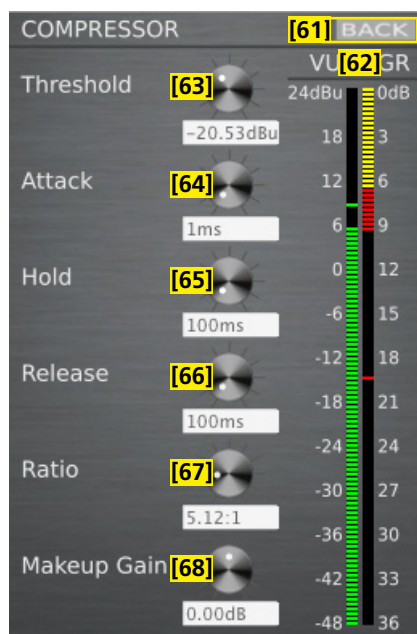 COMPRESSOR [61] BACK
VU [62] GR
Threshold [63]
-20.53dBu
Attack [64]
1ms
Hold [65]
100ms
Release [66]
100ms
Ratio [67]
5.12:1
Makeup Gain [68]
0.00dB
24dBu 0dB
18 3
12 6
6 9
0 12
-6 15
-12 18
-18 21
-24 24
-30 27
-36 30
-42 33
-48 36